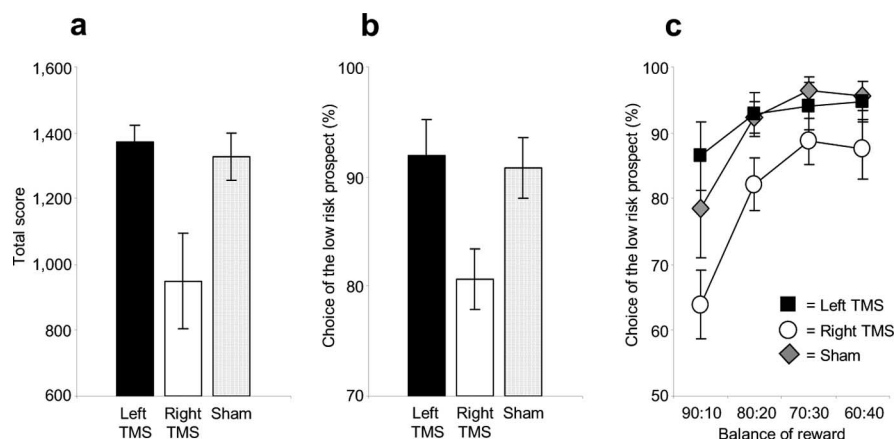 a
Total score
1,600
1,400
1,200
1,000
800
600
Left
TMS
Right
TMS
Sham
b
Choice of the low risk prospect (%)
100
90
80
70
Left
TMS
Right
TMS
Sham
c
Choice of the low risk prospect (%)
100
90
80
70
60
50
= Left TMS
= Right TMS
= Sham
90:10 80:20 70:30 60:40
Balance of reward